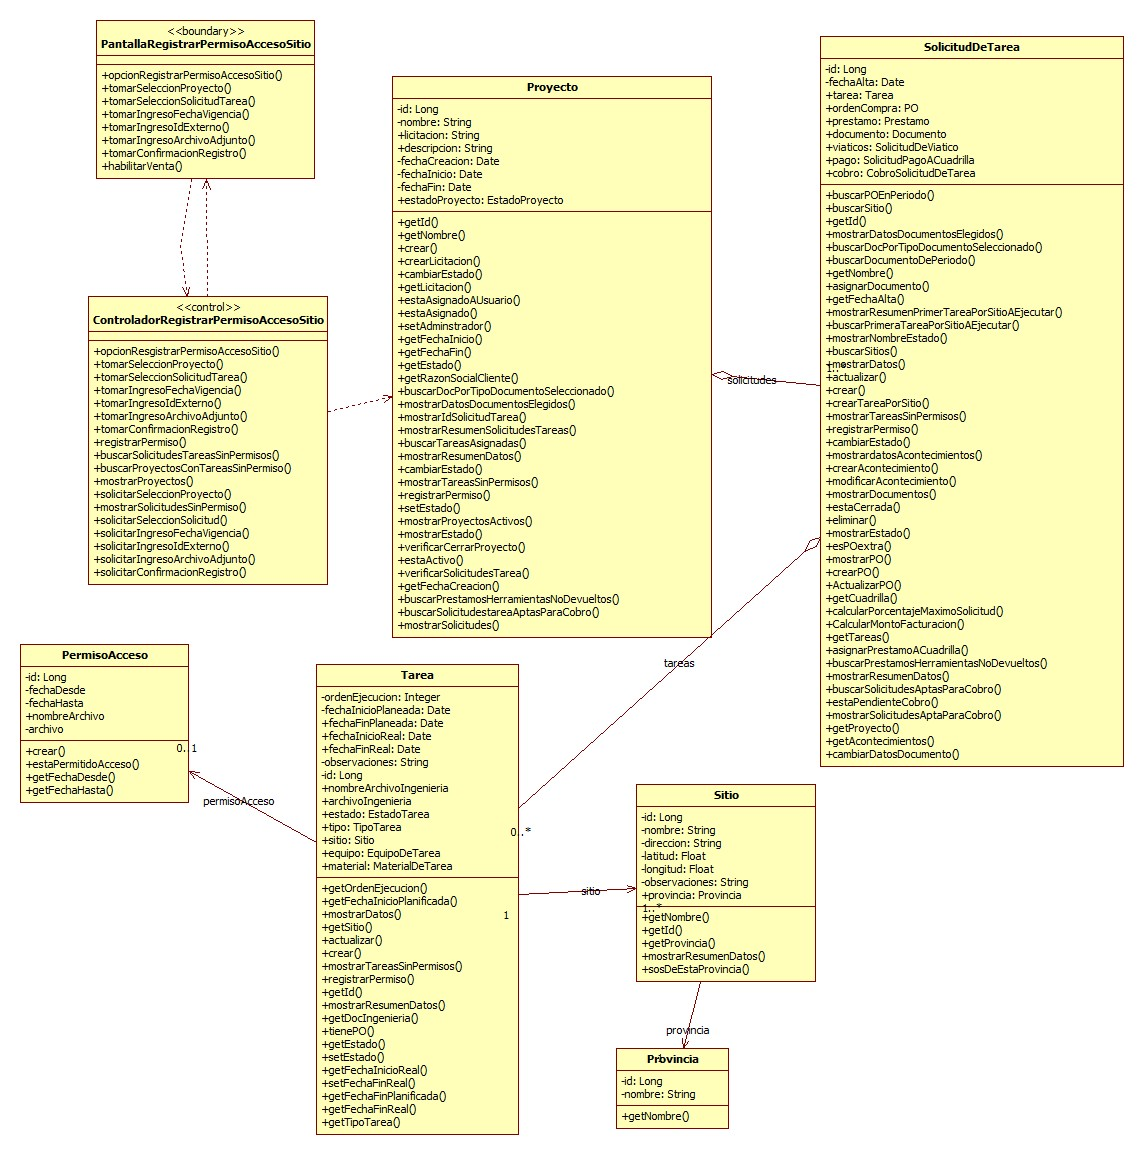 <<boundary>>
PantallaRegistrarPermisoAccesoSitio
+opcionRegistrarPermisoAccesoSitio()
+tomarSeleccionProyecto()
+tomarSeleccionSolicitudTarea()
+tomarIngresoFechaVigencia()
+tomarIngresoIdExterno()
+tomarIngresoArchivoAdjunto()
+tomarConfirmacionRegistro()
+habilitarVenta()
<<control>>
ControladorRegistrarPermisoAccesoSitio
+opcionResgistrarPermisoAccesoSitio()
+tomarSeleccionProyecto()
+tomarSeleccionSolicitudTarea()
+tomarIngresoFechaVigencia()
+tomarIngresoIdExterno()
+tomarIngresoArchivoAdjunto()
+tomarConfirmacionRegistro()
+registrarPermiso()
+buscarSolicitudesTareasSinPermisos()
+buscarProyectosConTareasSinPermiso()
+mostrarProyectos()
+solicitarSeleccionProyecto()
+mostrarSolicitudesSinPermiso()
+solicitarSeleccionSolicitud()
+solicitarIngresoFechaVigencia()
+solicitarIngresoIdExterno()
+solicitarIngresoArchivoAdjunto()
+solicitarConfirmacionRegistro()
Proyecto
-id: Long
-nombre: String
+licitacion: String
+descripcion: String
-fechaCreacion: Date
-fechaInicio: Date
-fechaFin: Date
+estadoProyecto: EstadoProyecto
+getId()
+getNombre()
+crear()
+crearLicitacion()
+cambiarEstado()
+getLicitacion()
+estaAsignadoAUsuario()
+estaAsignado()
+setAdminstrador()
+getFechaInicio()
+getFechaFin()
+getEstado()
+getRazonSocialCliente()
+buscarDocPorTipoDocumentoSeleccionado()
+mostrarDatosDocumentosElegidos()
+mostrarIdSolicitudTarea()
+mostrarResumenSolicitudesTareas()
+buscarTareasAsignadas()
+mostrarResumenDatos()
+cambiarEstado()
+mostrarTareasSinPermisos()
+registrarPermiso()
+setEstado()
+mostrarProyectosActivos()
+mostrarEstado()
+verificarCerrarProyecto()
+estaActivo()
+verificarSolicitudesTarea()
+getFechaCreacion()
+buscarPrestamosHerramientasNoDevueltos()
+buscarSolicitudestareaAptasParaCobro()
+mostrarSolicitudes()
solicitudes
1..*
SolicitudDeTarea
-id: Long
-fechaAlta: Date
+tarea: Tarea
+ordenCompra: PO
+prestamo: Prestamo
+documento: Documento
+viaticos: SolicitudDeViatico
+pago: SolicitudPagoACuadrilla
+cobro: CobroSolicitudDeTarea
+buscarPOEnPeriodo()
+buscarSitio()
+getId()
+mostrarDatosDocumentosElegidos()
+buscarDocPorTipoDocumentoSeleccionado()
+buscarDocumentoDePeriodo()
+getNombre()
+asignarDocumento()
+getFechaAlta()
+mostrarResumenPrimerTareaPorSitioAEjecutar()
+buscarPrimeraTareaPorSitioAEjecutar()
+mostrarNombreEstado()
+buscarSitios()
+mostrarDatos()
+actualizar()
+crear()
+crearTareaPorSitio()
+mostrarTareasSinPermisos()
+registrarPermiso()
+cambiarEstado()
+mostrardatosAcontecimientos()
+crearAcontecimiento()
+modificarAcontecimiento()
+mostrarDocumentos()
+estaCerrada()
+eliminar()
+mostrarEstado()
+esPOextra()
+mostrarPO()
+crearPO()
+ActualizarPO()
+getCuadrilla()
+calcularPorcentajeMaximoSolicitud()
+CalcularMontoFacturacion()
+getTareas()
+asignarPrestamoACuadrilla()
+buscarPrestamosHerramientasNoDevueltos()
+mostrarResumenDatos()
+buscarSolicitudesAptasParaCobro()
+estaPendienteCobro()
+mostrarSolicitudesAptaParaCobro()
+getProyecto()
+getAcontecimientos()
+cambiarDatosDocumento()
tareas
0..*
PermisoAcceso
-id: Long
-fechaDesde
-fechaHasta
+nombreArchivo
-archivo
+crear()
+estaPermitidoAcceso()
+getFechaDesde()
+getFechaHasta()
0..1
permisoAcceso
Tarea
-ordenEjecucion: Integer
-fechaInicioPlaneada: Date
+fechaFinPlaneada: Date
+fechaInicioReal: Date
+fechaFinReal: Date
-observaciones: String
-id: Long
+nombreArchivoIngenieria
+archivoIngenieria
+estado: EstadoTarea
+tipo: TipoTarea
+sitio: Sitio
+equipo: EquipoDeTarea
+material: MaterialDeTarea
+getOrdenEjecucion()
+getFechaInicioPlanificada()
+mostrarDatos()
+getSitio()
+actualizar()
+crear()
+mostrarTareasSinPermisos()
+registrarPermiso()
+getId()
+mostrarResumenDatos()
+getDocIngenieria()
+tienePO()
+getEstado()
+setEstado()
+getFechaInicioReal()
+setFechaFinReal()
+getFechaFinPlanificada()
+getFechaFinReal()
+getTipoTarea()
1
sitio
1..*
Sitio
-id: Long
-nombre: String
-direccion: String
-latitud: Float
-longitud: Float
-observaciones: String
+provincia: Provincia
+getNombre()
+getId()
+getProvincia()
+mostrarResumenDatos()
+sosDeEstaProvincia()
provincia
Provincia
-id: Long
-nombre: String
+getNombre()